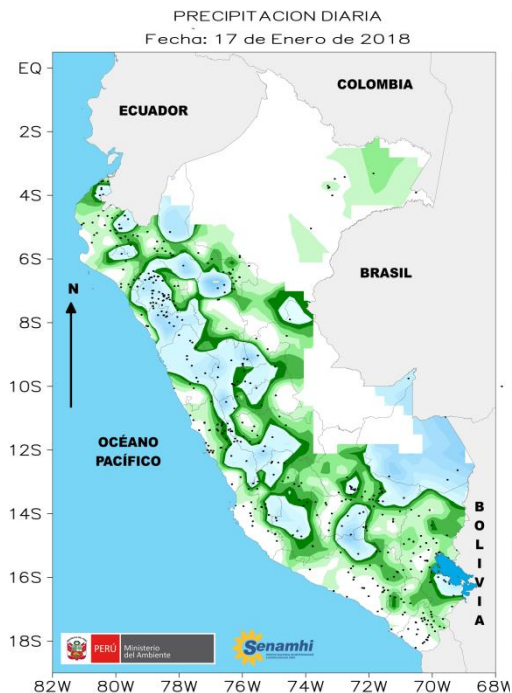 PRECIPITACION DIARIA
Fecha: 17 de Enero de 2018
EQ
2S
4S
6S
8S
10S
12S
14S
16S
18S
COLOMBIA
ECUADOR
BRASIL
N
OCÉANO
PACÍFICO
BOLIVIA
PERÚ
Ministerio
del Ambiente
Senamhi
82W 80W 78W 76W 74W 72W 70W 68W